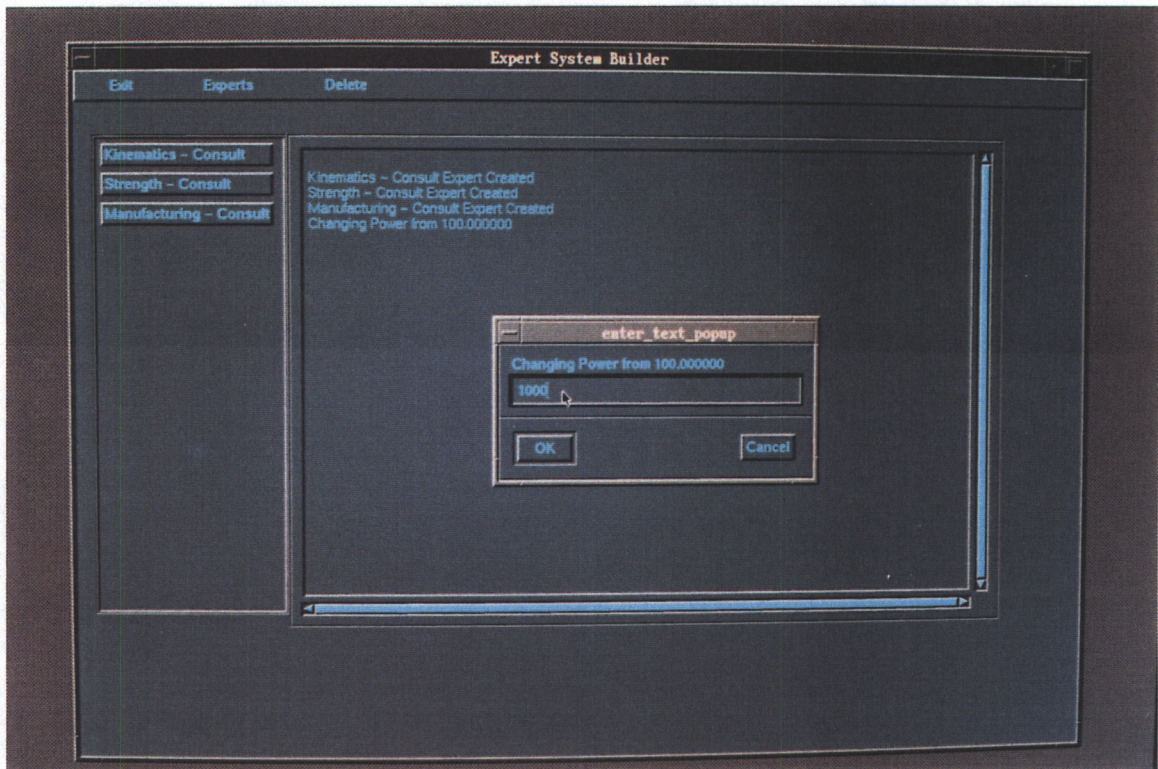 Expert System Builder
Exit Experts Delete
Kinematics - Consult
Strength - Consult
Manufacturing - Consult
Kinematics - Consult Expert Created
Strength - Consult Expert Created
Manufacturing - Consult Expert Created
Changing Power from 100.000000
enter_text_popup
Changing Power from 100.000000
1000
OK Cancel